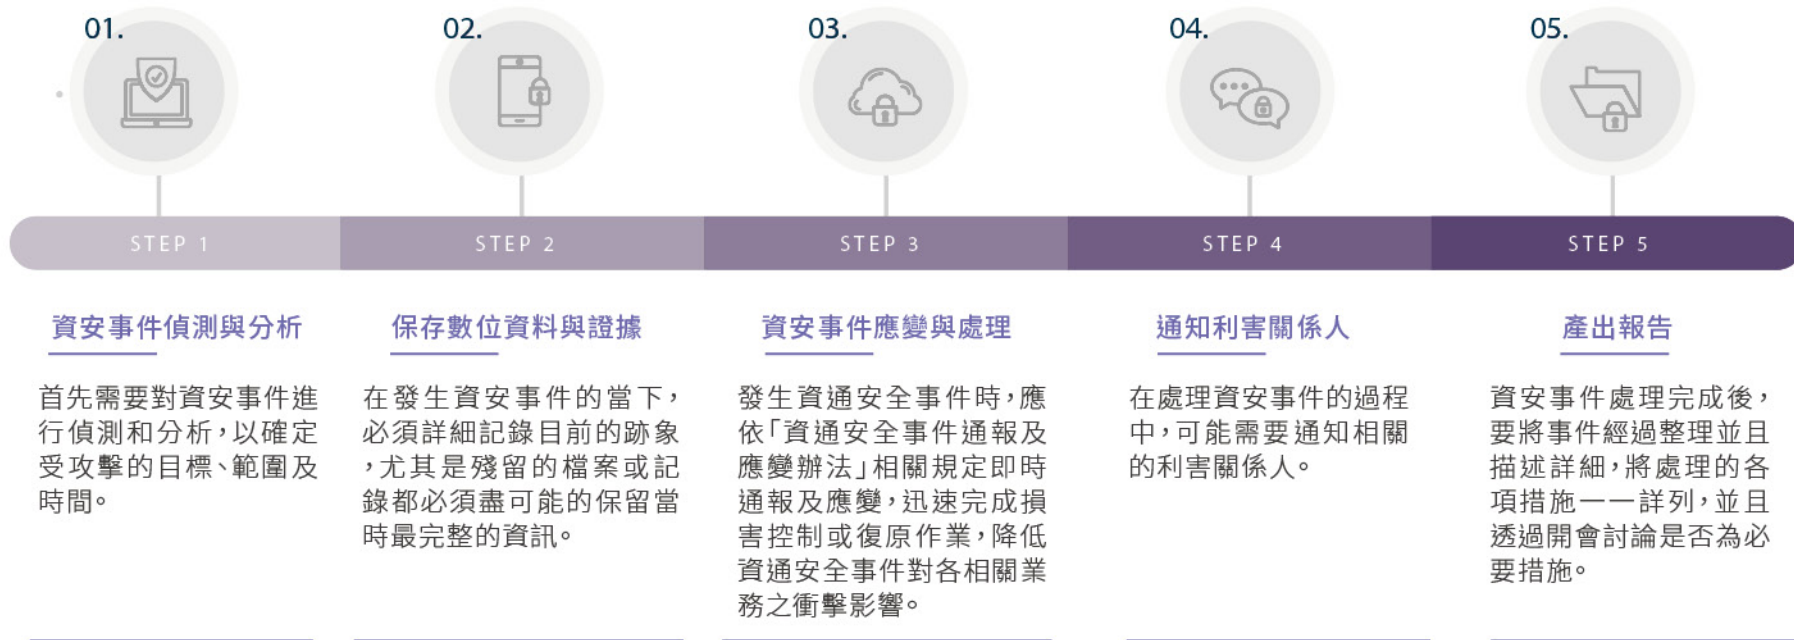 01.
02.
03.
04.
05.
STEP 1
STEP 2
STEP 3
STEP 4
STEP 5
資安事件偵測與分析
首先需要對資安事件進
行偵測和分析,以確定
受攻擊的目標、範圍及
時間。
保存數位資料與證據
在發生資安事件的當下,
必須詳細記錄目前的跡象
,尤其是殘留的檔案或記
錄都必須盡可能的保留當
時最完整的資訊。
資安事件應變與處理
發生資通安全事件時,應
依「資通安全事件通報及
應變辦法」相關規定即時
通報及應變,迅速完成損
害控制或復原作業,降低
資通安全事件對各相關業
務之衝擊影響。
通知利害關係人
在處理資安事件的過程
中,可能需要通知相關
的利害關係人。
產出報告
資安事件處理完成後,
要將事件經過整理並且
描述詳細,將處理的各
項措施一一詳列,並且
透過開會討論是否為必
要措施。